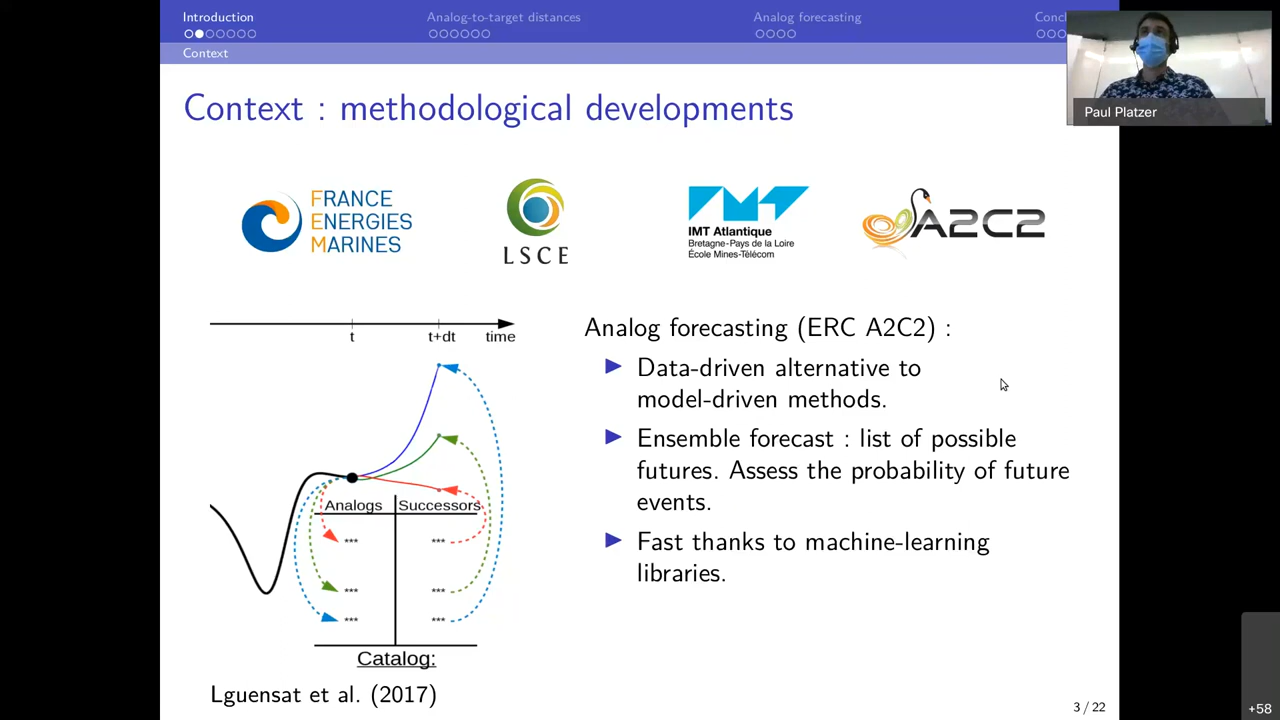 Introduction
Analog-to-target distances
Analog forecasting
Concl
Context
Paul Platzer
Context : methodological developments
FRANCE
ENERGIES
MARINES
LSCE
IMT Atlantique
Bretagne-Pays de la Loire
École Mines-Télécom
A2C2
t
t+dt
time
Analogs
Successors
***
***
***
***
***
***
Catalog:
Lguensat et al. (2017)
Analog forecasting (ERC A2C2) :
Data-driven alternative to
model-driven methods.
Ensemble forecast : list of possible
futures. Assess the probability of future
events.
Fast thanks to machine-learning
libraries.
3 / 22
+58